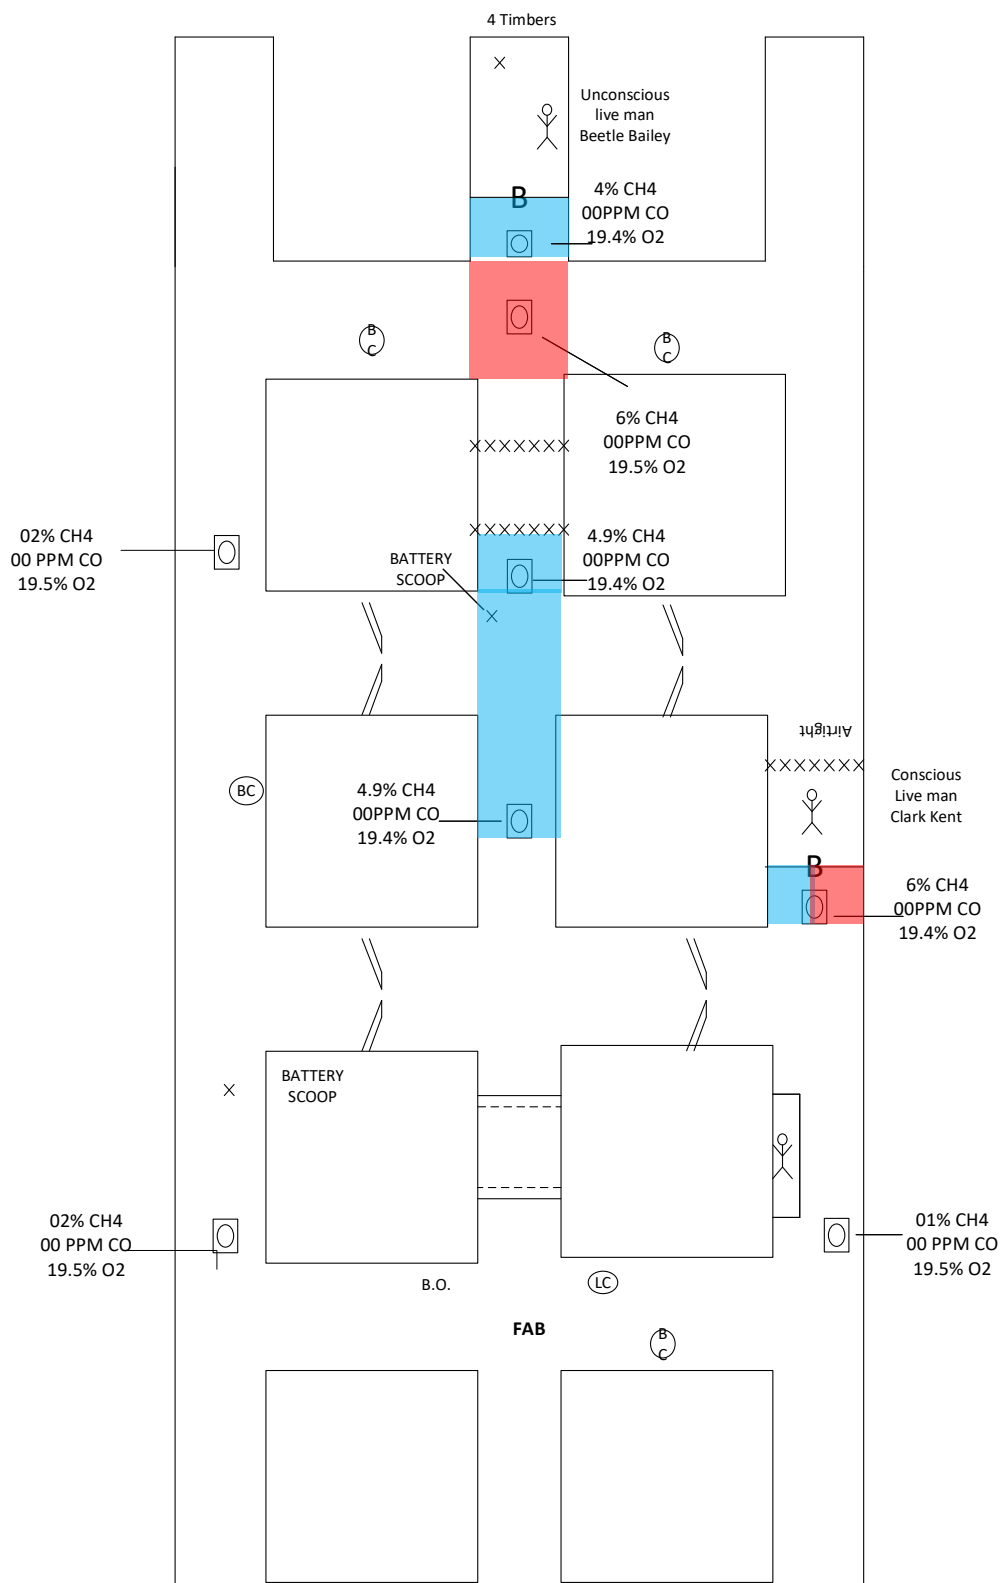 4 Timbers
Unconscious
live man
Beetle Bailey
B
4% CH4
00PPM CO
19.4% O2
B
C
B
C
6% CH4
00PPM CO
19.5% O2
02% CH4
00 PPM CO
19.5% O2
BATTERY
SCOOP
4.9% CH4
00PPM CO
19.4% O2
Airtight
BC
4.9% CH4
00PPM CO
19.4% O2
Conscious
Live man
Clark Kent
B
6% CH4
00PPM CO
19.4% O2
BATTERY
SCOOP
02% CH4
00 PPM CO
19.5% O2
01% CH4
00 PPM CO
19.5% O2
B.O.
LC
FAB
B
C